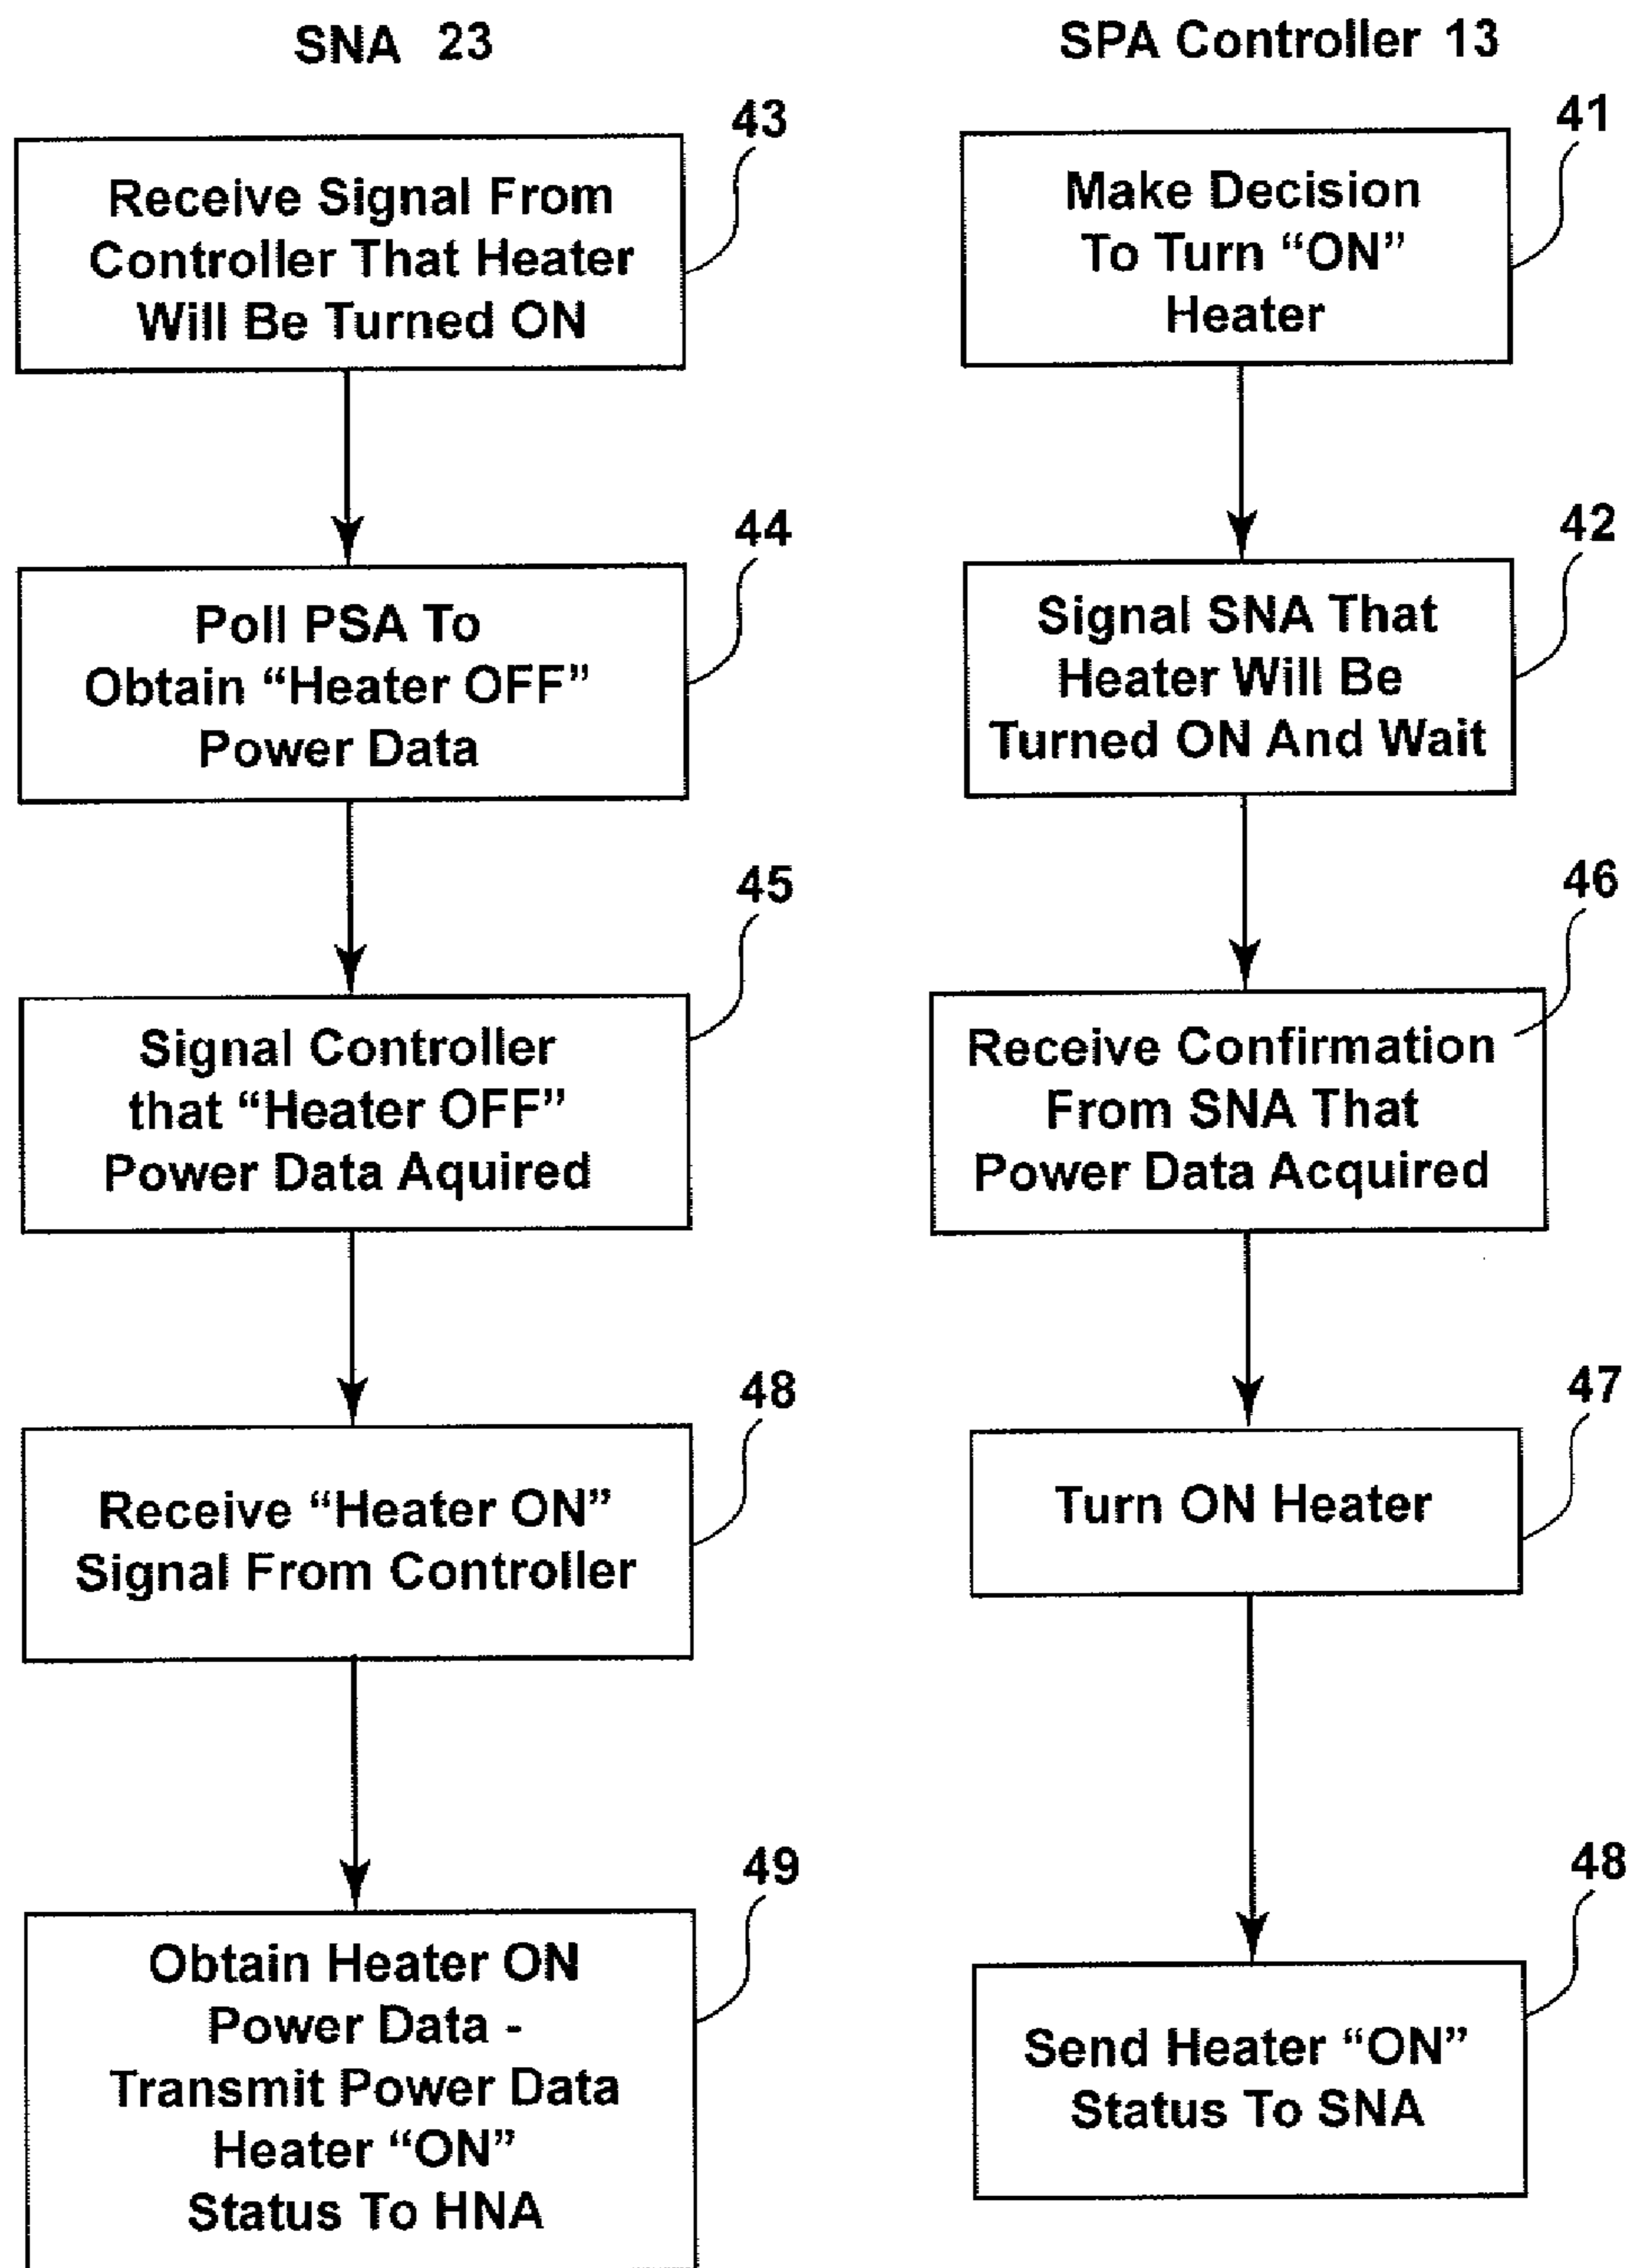 SNA 23
43
Receive Signal From
Controller That Heater
Will Be Turned ON
44
Poll PSA To
Obtain “Heater OFF”
Power Data
45
Signal Controller
that “Heater OFF”
Power Data Aquired
48
Receive “Heater ON”
Signal From Controller
49
Obtain Heater ON
Power Data -
Transmit Power Data
Heater “ON”
Status To HNA
SPA Controller 13
41
Make Decision
To Turn “ON”
Heater
42
Signal SNA That
Heater Will Be
Turned ON And Wait
46
Receive Confirmation
From SNA That
Power Data Acquired
47
Turn ON Heater
48
Send Heater “ON”
Status To SNA